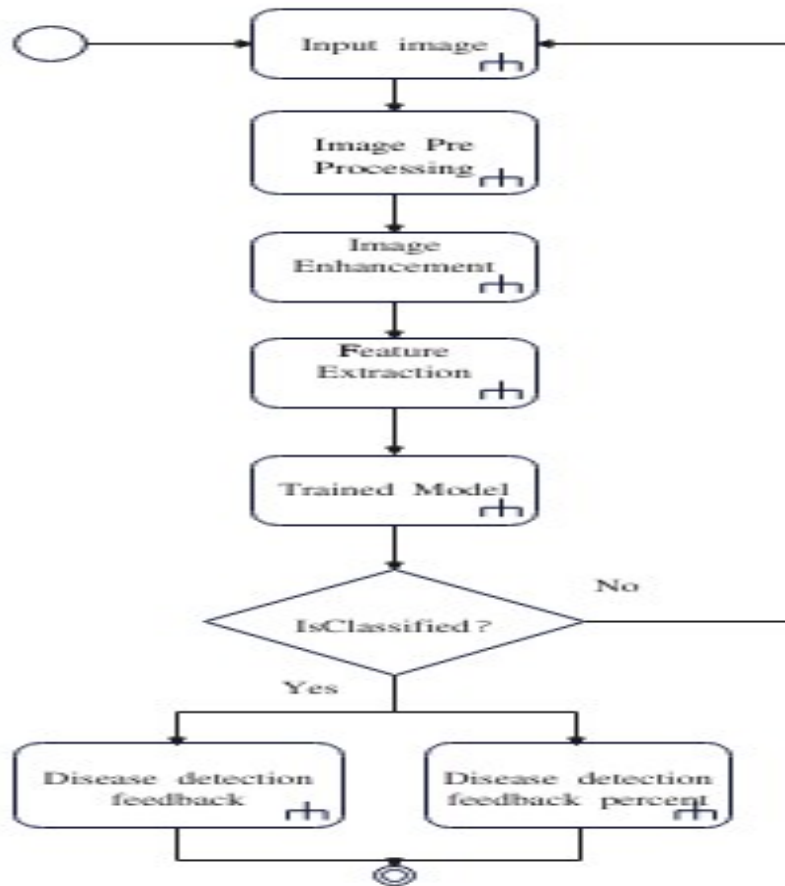 Input image
Image Pre
Processing
Image
Enhancement
Feature
Extraction
Trained Model
IsClassified?
No
Yes
Disease detection
feedback
Disease detection
feedback percent